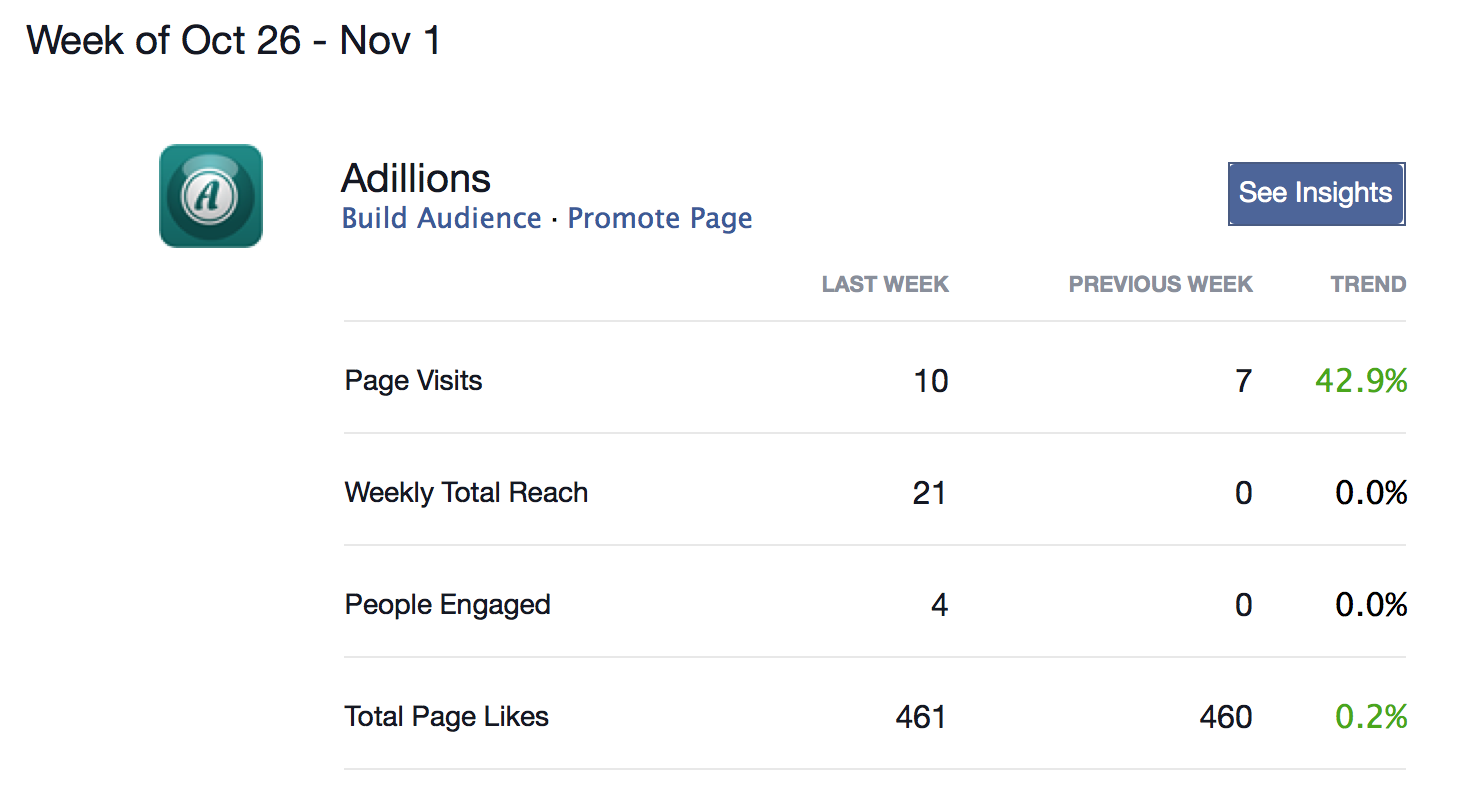 Week of Oct 26 - Nov 1
A
Adillions
See Insights
Build Audience · Promote Page
LAST WEEK PREVIOUS WEEK TREND
Page Visits 10 7 42.9%
Weekly Total Reach 21 0 0.0%
People Engaged 4 0 0.0%
Total Page Likes 461 460 0.2%